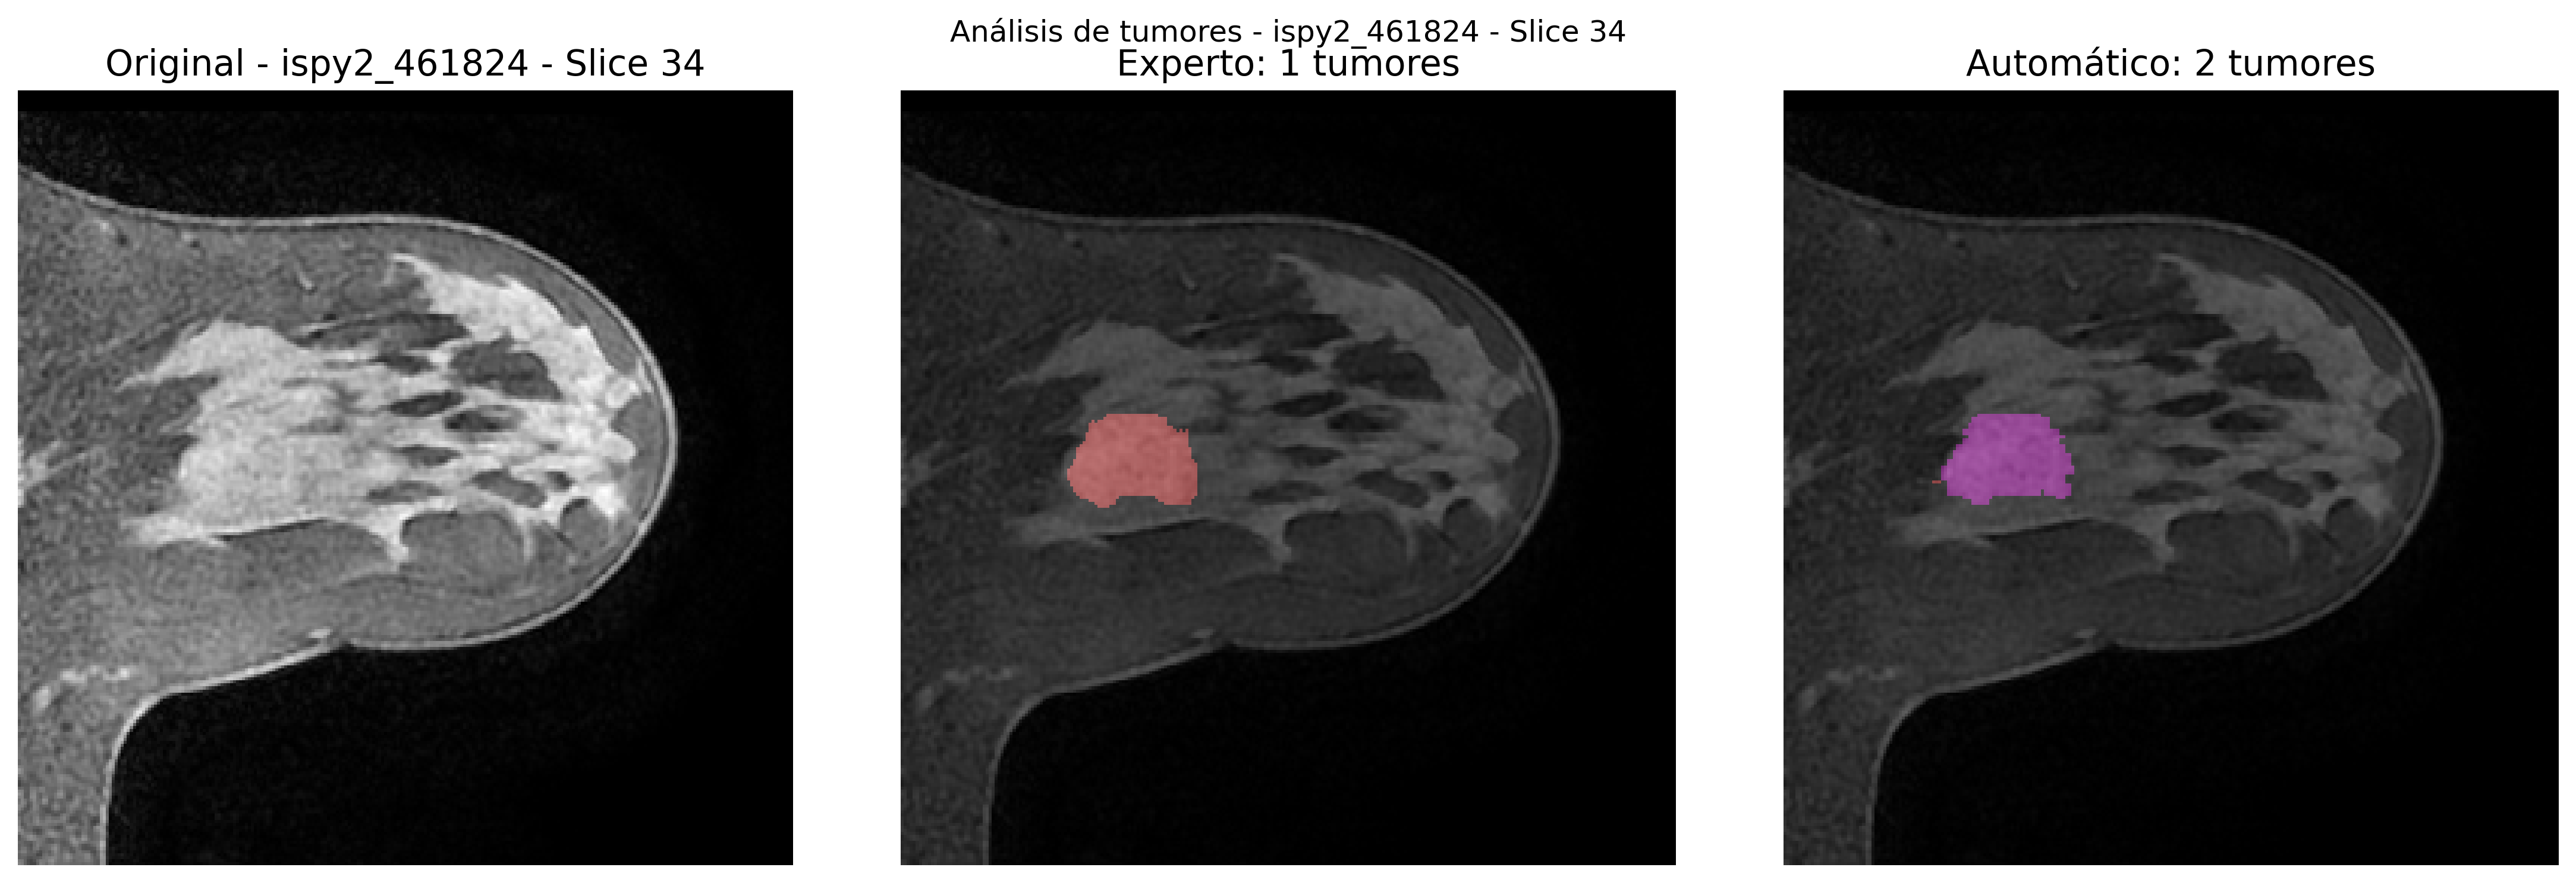 Análisis de tumores - ispy2_461824 - Slice 34
Original - ispy2_461824 - Slice 34
Experto: 1 tumores
Automático: 2 tumores